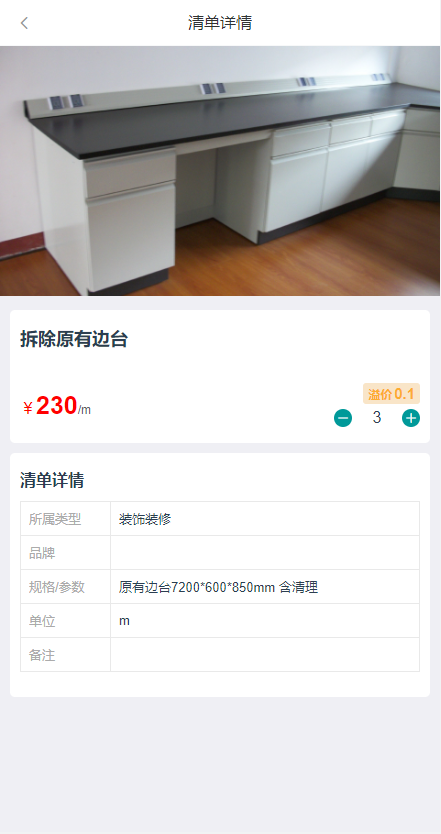 清单详情
拆除原有边台
溢价 0.1
￥230/m
3
清单详情
所属类型 装饰装修
品牌
规格/参数 原有边台7200*600*850mm 含清理
单位 m
备注